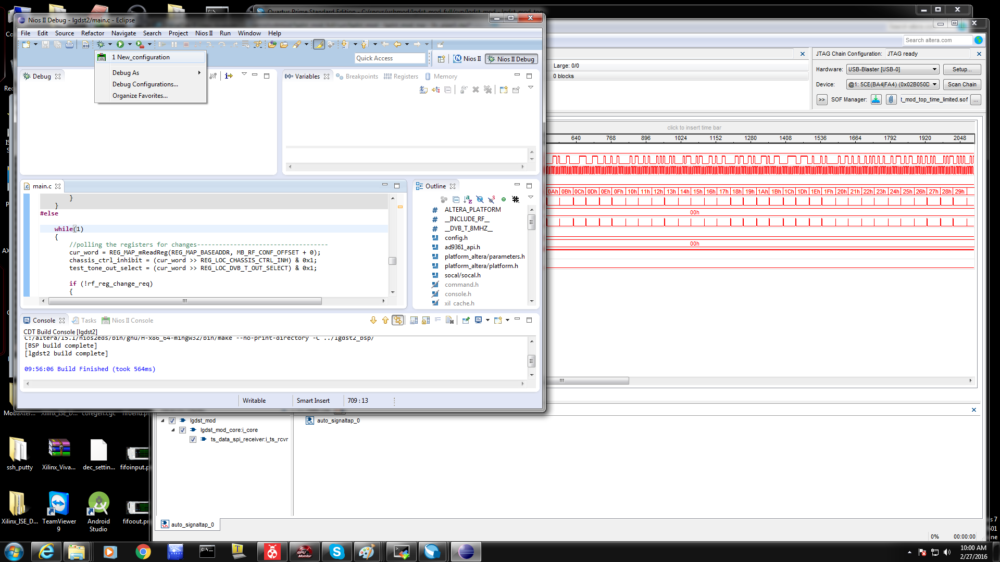 Quartus Prime Standard Edition - C:/spcys/usbmod/lgdst_mod_full/syn/lgdst_mod - lgdst_mod_top
Nios II Debug - lgdst2/main.c - Eclipse
File Edit Source Refactor Navigate Search Project Nios II Run Window Help
Search altera.com
1 New_configuration
Debug As
Debug Configurations...
Organize Favorites...
Quick Access
Nios II
Nios II Debug
Large: 0/0
0 blocks
JTAG Chain Configuration: JTAG ready
Hardware: USB-Blaster [USB-0] Setup...
Device: @1: 5CE(BA4|FA4) (0x02B050D Scan Chain
>> SOF Manager: t_mod_top_time_limited.sof ...
Debug
(x)= Variables Breakpoints Registers Memory
click to insert time bar
640 768 896 1024 1152 1280 1408 1536 1664 1792 1920 2048
0Ah 0Bh 0Ch 0Dh 0Eh 0Fh 10h 11h 12h 13h 14h 15h 16h 17h 18h 19h 1Ah 1Bh 1Ch 1Dh 1Eh 1Fh 20h 21h 22h 23h 24h 25h 26h 27h 28h 29h
00h
00h
main.c
}
}
#else
while(1)
{
//polling the registers for changes------------------------------------
cur_word = REG_MAP_mReadReg(REG_MAP_BASEADDR, MB_RF_CONF_OFFSET + 0);
chassis_ctrl_inhibit = (cur_word >> REG_LOC_CHASSIS_CTRL_INH) & 0x1;
test_tone_out_select = (cur_word >> REG_LOC_DVB_T_OUT_SELECT) & 0x1;
if (!rf_reg_change_req)
{
Outline
ALTERA_PLATFORM
__INCLUDE_RF__
__DVB_T_8MHZ__
config.h
ad9361_api.h
platform_altera/parameters.h
platform_altera/platform.h
socal/socal.h
command.h
console.h
xil_cache.h
Console Tasks Nios II Console
CDT Build Console [lgdst2]
C:/altera/15.1/nios2eds/bin/gnu/H-x86_64-mingw32/bin/make --no-print-directory -C ../lgdst2_bsp/
[BSP build complete]
[lgdst2 build complete]
09:56:06 Build Finished (took 564ms)
Writable Smart Insert 709 : 13
MobaXter... Xilinx_ISE_D... coregen.cgc fifoend.cgc
lgdst_mod
lgdst_mod_core:i_core
ts_data_spi_receiver:i_ts_rcvr
auto_signaltap_0
ssh_putty Xilinx_Viva... dec_settin... fifoinput.pr
Xilinx_ISE_D... TeamViewer 9 Android Studio fifoout.pr
auto_signaltap_0
0% 00:00:00
10:00 AM
2/27/2016